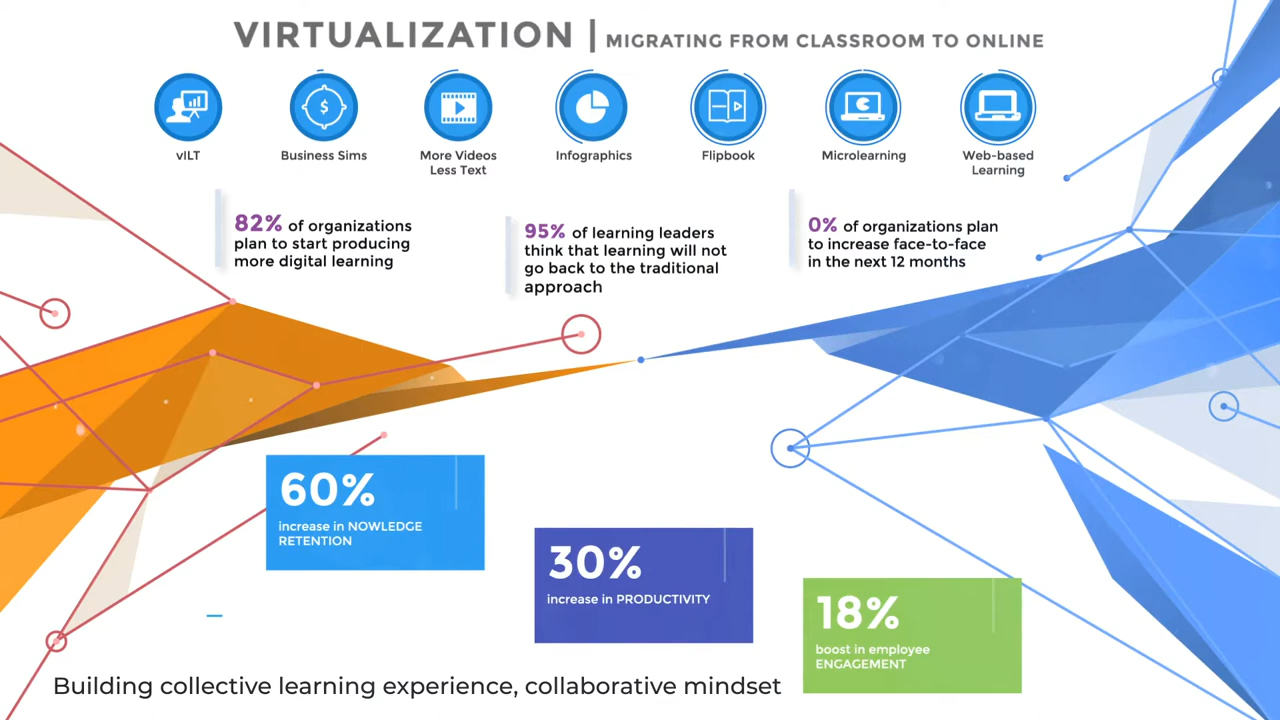 VIRTUALIZATION | MIGRATING FROM CLASSROOM TO ONLINE
vILT
Business Sims
More Videos
Less Text
Infographics
Flipbook
Microlearning
Web-based
Learning
82% of organizations
plan to start producing
more digital learning
95% of learning leaders
think that learning will not
go back to the traditional
approach
0% of organizations plan
to increase face-to-face
in the next 12 months
60%
increase in NOWLEDGE
RETENTION
30%
increase in PRODUCTIVITY
18%
boost in employee
ENGAGEMENT
Building collective learning experience, collaborative mindset